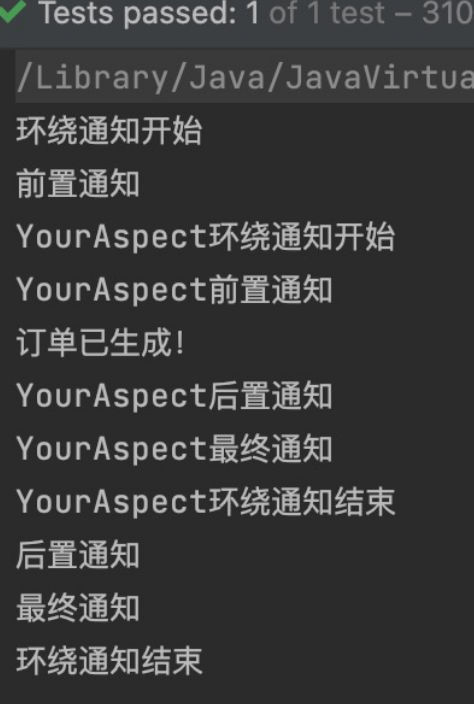 Tests passed: 1 of 1 test – 310
/Library/Java/JavaVirtua
环绕通知开始
前置通知
YourAspect环绕通知开始
YourAspect前置通知
订单已生成!
YourAspect后置通知
YourAspect最终通知
YourAspect环绕通知结束
后置通知
最终通知
环绕通知结束